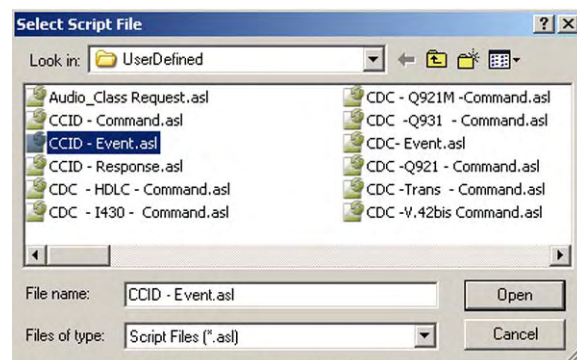 Select Script File
Look in: UserDefined
Audio_Class Request.asl
CCID - Command.asl
CCID - Event.asl
CCID - Response.asl
CDC - HDLC - Command.asl
CDC - I430 - Command.asl
CDC - Q921M -Command.asl
CDC -Q931 - Command.asl
CDC- Event.asl
CDC -Q921 - Command.asl
CDC -Trans - Command.asl
CDC -V.42bis Command.asl
File name: CCID - Event.asl
Open
Files of type: Script Files (*.asl)
Cancel